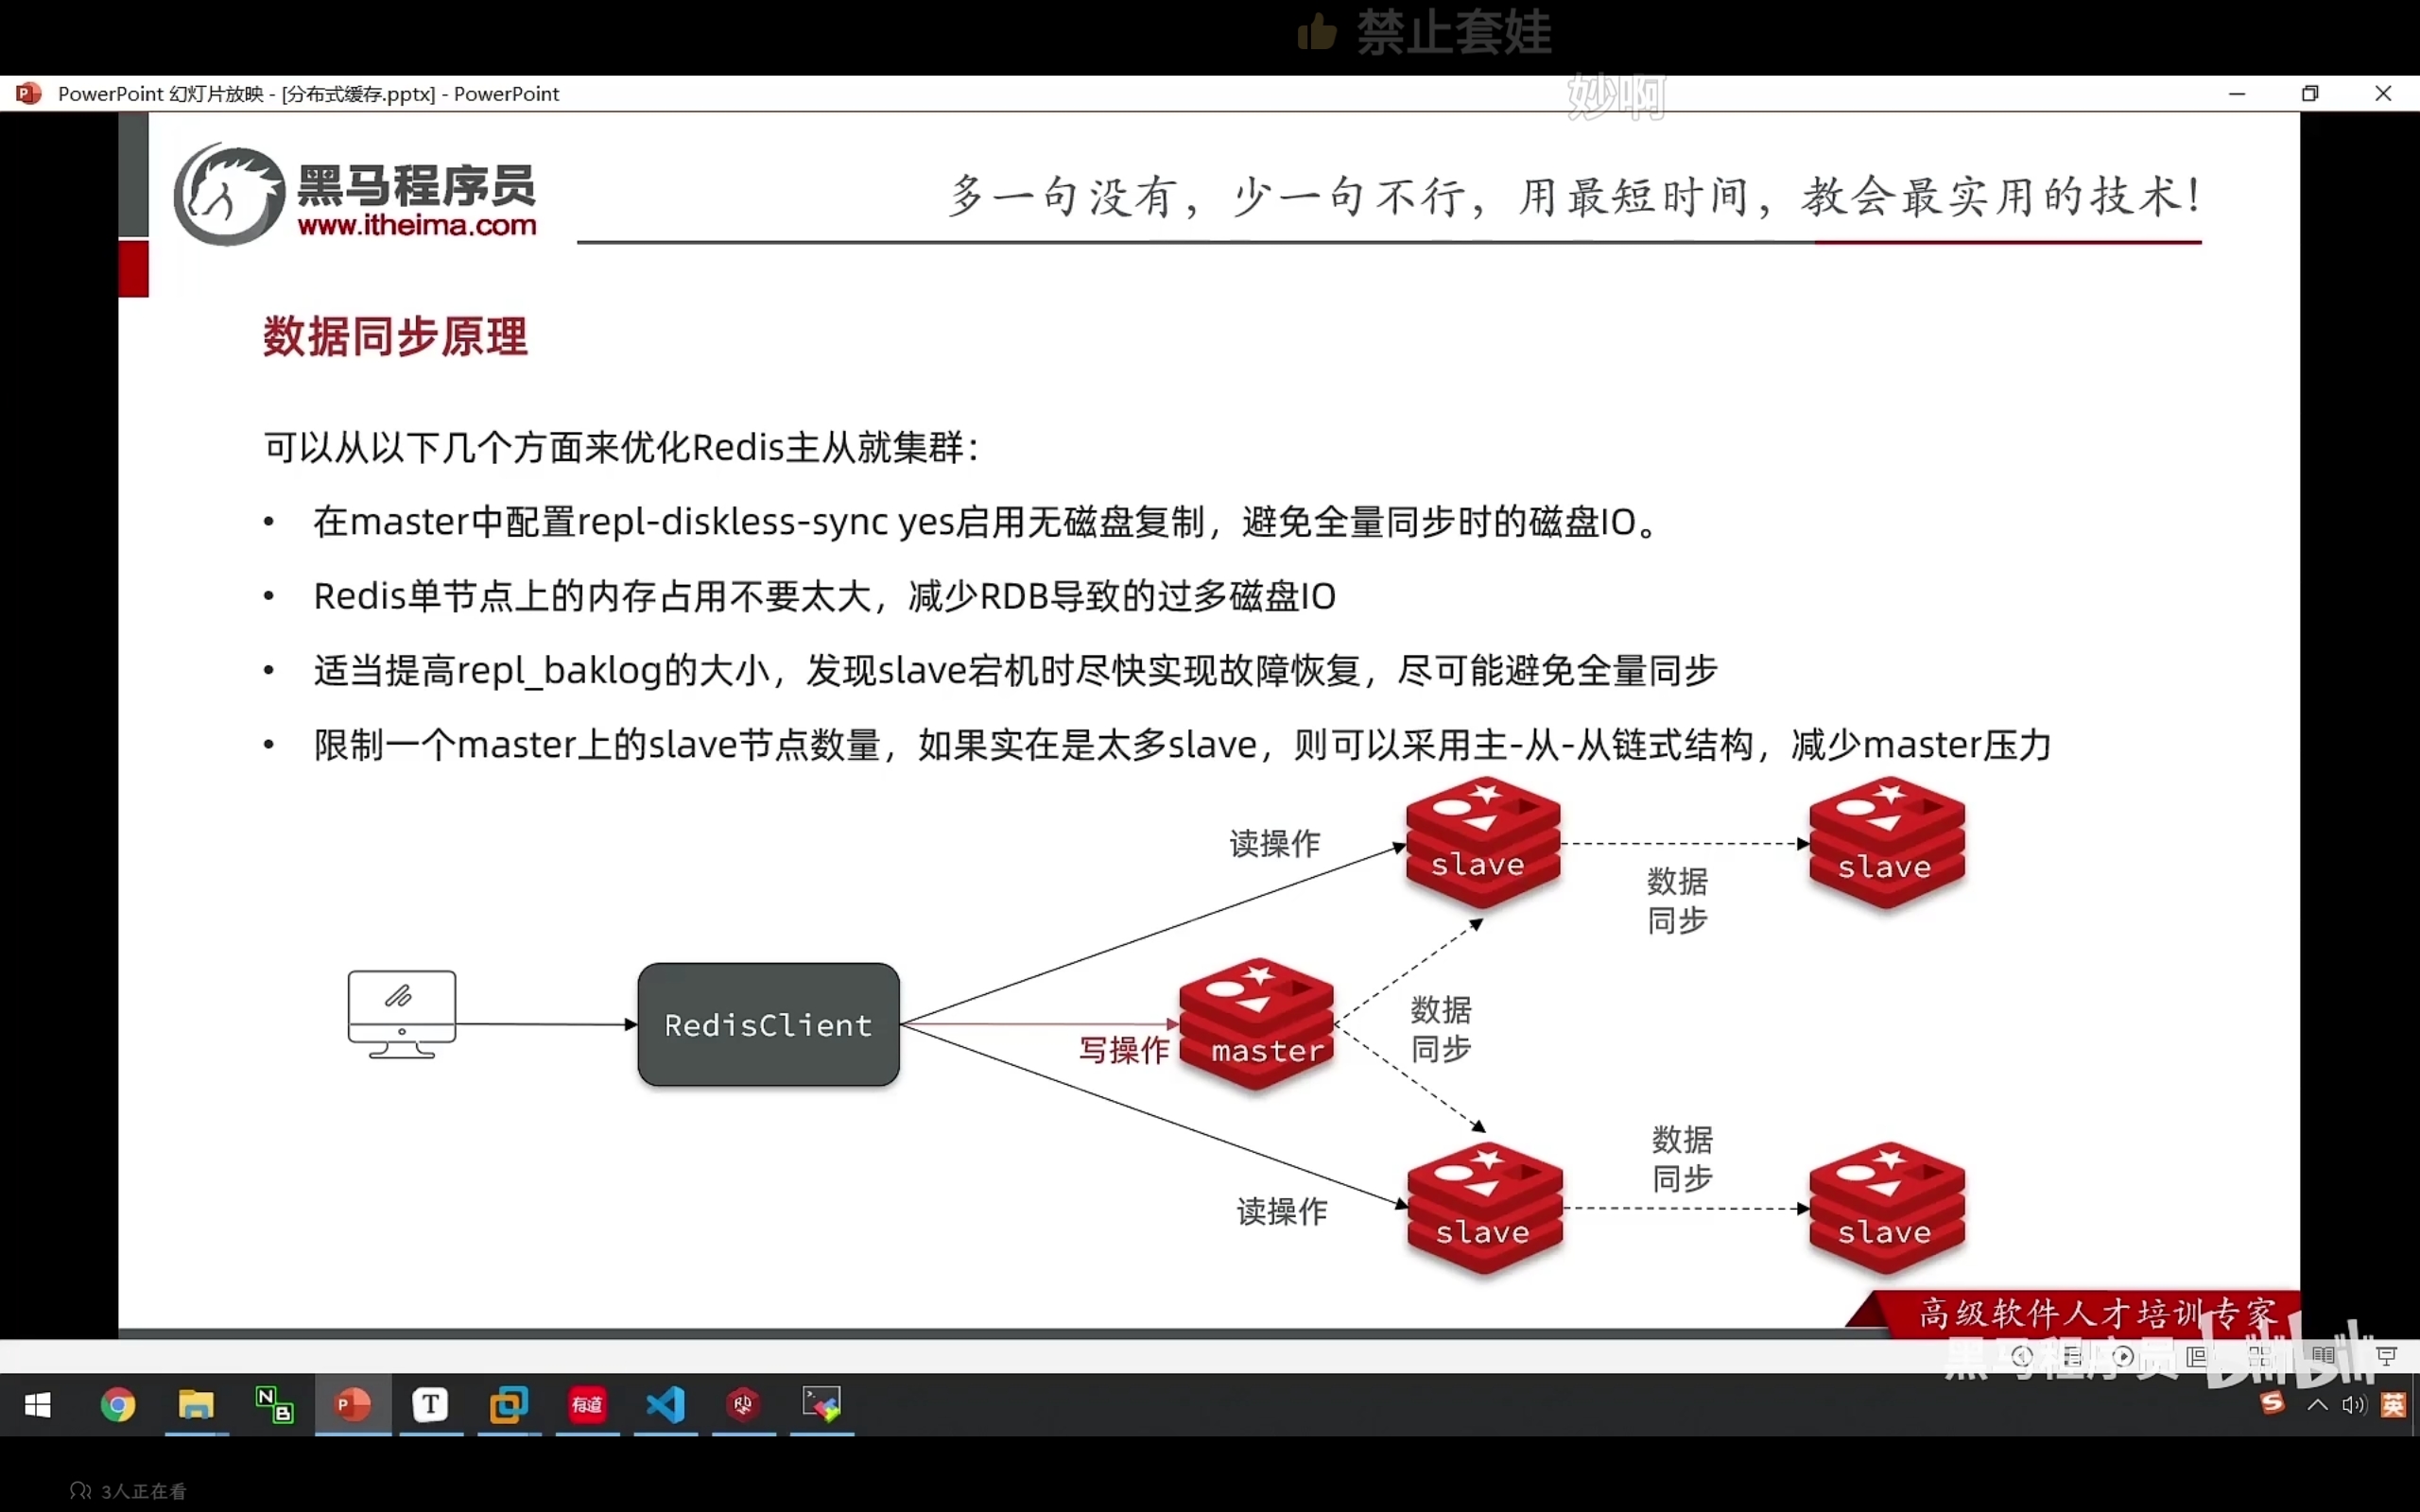 禁止套娃
PowerPoint 幻灯片放映 - [分布式缓存.pptx] - PowerPoint
妙啊
黑马程序员
www.itheima.com
多一句没有，少一句不行，用最短时间，教会最实用的技术！
数据同步原理
可以从以下几个方面来优化Redis主从就集群：
• 在master中配置repl-diskless-sync yes启用无磁盘复制，避免全量同步时的磁盘IO。
• Redis单节点上的内存占用不要太大，减少RDB导致的过多磁盘IO
• 适当提高repl_baklog的大小，发现slave宕机时尽快实现故障恢复，尽可能避免全量同步
• 限制一个master上的slave节点数量，如果实在是太多slave，则可以采用主-从-从链式结构，减少master压力
读操作
slave
数据
同步
slave
RedisClient
写操作
master
数据
同步
读操作
slave
数据
同步
slave
高级软件人才培训专家
黑马程序员
bilibili
N
B
P
T
有道
RD
S
英
3人正在看